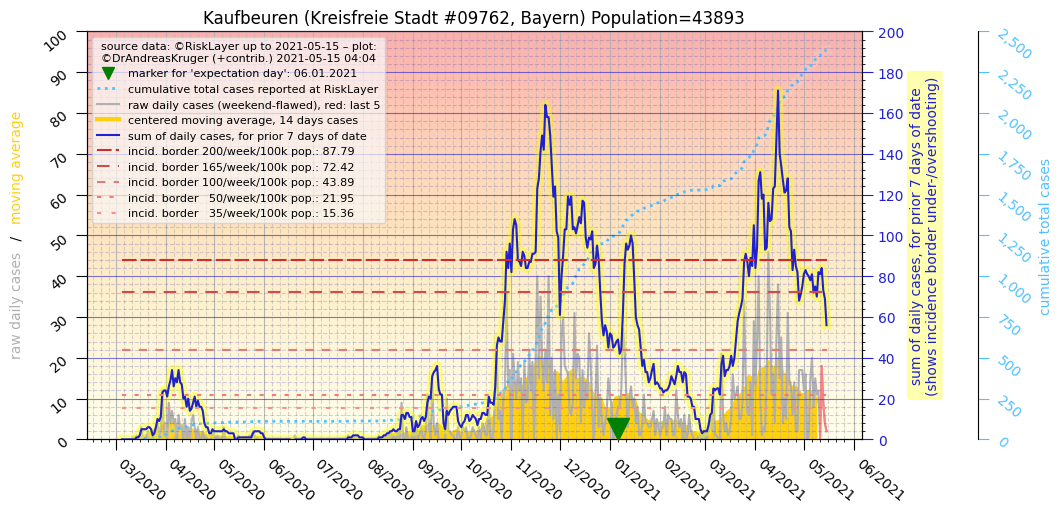 Kaufbeuren (Kreisfreie Stadt #09762, Bayern) Population=43893
source data: ©RiskLayer up to 2021-05-15 – plot:
©DrAndreasKruger (+contrib.) 2021-05-15 04:04
marker for 'expectation day': 06.01.2021
cumulative total cases reported at RiskLayer
raw daily cases (weekend-flawed), red: last 5
centered moving average, 14 days cases
sum of daily cases, for prior 7 days of date
incid. border 200/week/100k pop.: 87.79
incid. border 165/week/100k pop.: 72.42
incid. border 100/week/100k pop.: 43.89
incid. border   50/week/100k pop.: 21.95
incid. border   35/week/100k pop.: 15.36
raw daily cases / moving average
100
90
80
70
60
50
40
30
20
10
0
03/2020
04/2020
05/2020
06/2020
07/2020
08/2020
09/2020
10/2020
11/2020
12/2020
01/2021
02/2021
03/2021
04/2021
05/2021
06/2021
200
180
160
140
120
100
80
60
40
20
0
sum of daily cases, for prior 7 days of date
(shows incidence border under-/overshooting)
2,500
2,250
2,000
1,750
1,500
1,250
1,000
750
500
250
0
cumulative total cases